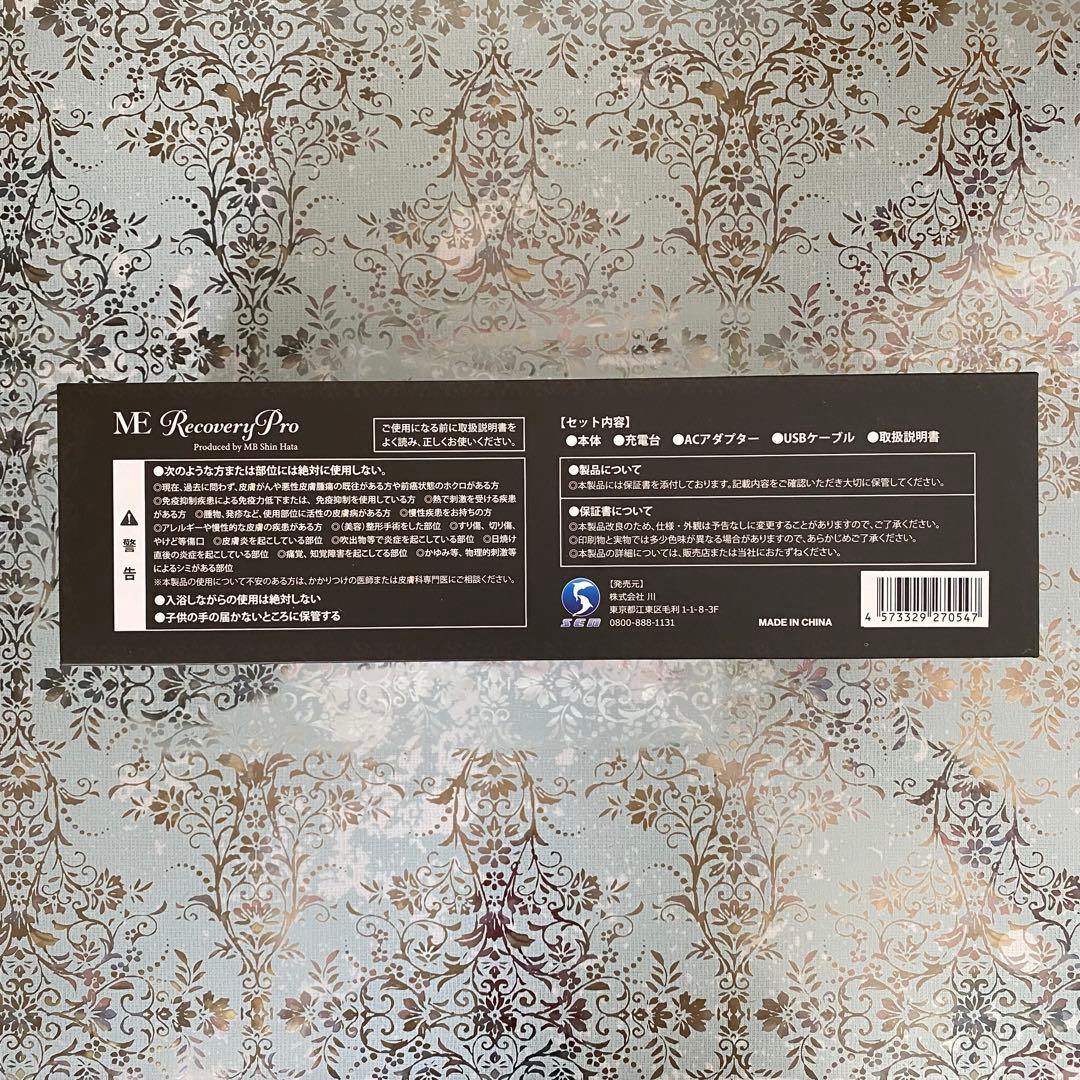 ME RecoveryPro
Produced by MB Shin Hata
ご使用になる前に取扱説明書を
よく読み、正しくお使いください。
警告
●次のような方または部位には絶対に使用しない。
◎現在、過去に問わず、皮膚がんや悪性皮膚腫瘍の既往がある方や前癌状態のホクロがある方
◎免疫抑制疾患による免疫力低下または、免疫抑制を使用している方 ◎熱で刺激を受ける疾患
がある方 ◎腫物、発疹など、使用部位に活性の皮膚病がある方 ◎慢性疾患をお持ちの方
◎アレルギーや慢性的な皮膚の疾患がある方 ◎（美容）整形手術をした部位 ◎すり傷、切り傷、
やけど等傷口 ◎皮膚炎を起こしている部位 ◎吹出物等で炎症を起こしている部位 ◎日焼け
直後の炎症を起こしている部位 ◎痛覚、知覚障害を起こしてる部位 ◎かゆみ等、物理的刺激等
によるシミがある部位
※本製品の使用について不安のある方は、かかりつけの医師または皮膚科専門医にご相談ください。
●入浴しながらの使用は絶対しない
●子供の手の届かないところに保管する
【セット内容】
●本体 ●充電台 ●ACアダプター ●USBケーブル ●取扱説明書
●製品について
◎本製品には保証書を添付しております。記載内容をご確認いただき大切に保管してください。
●保証書について
◎本製品改良のため、仕様・外観は予告なしに変更することがありますので、ご了承ください。
◎印刷物と実物では多少色味が異なる場合がありますので、あらかじめご了承ください。
◎本製品の詳細については、販売店または当社におたずねください。
SEN
【発売元】
株式会社 川
東京都江東区毛利 1-1-8-3F
0800-888-1131
MADE IN CHINA
4 573329 270547